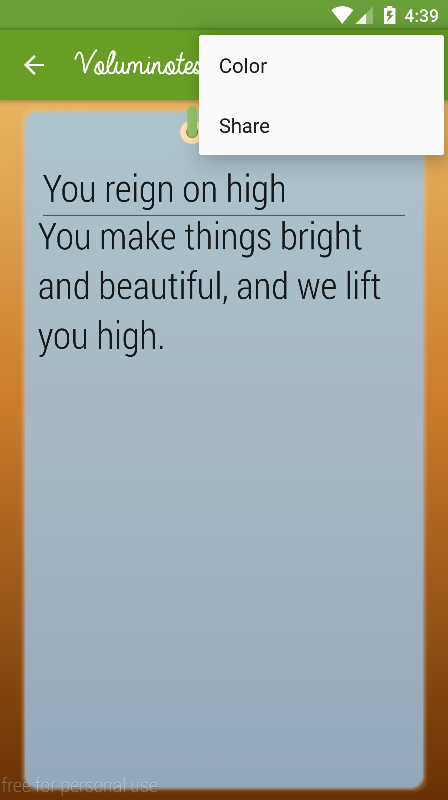 4:39
Voluminotes
Color
Share
You reign on high
You make things bright
and beautiful, and we lift
you high.
free for personal use